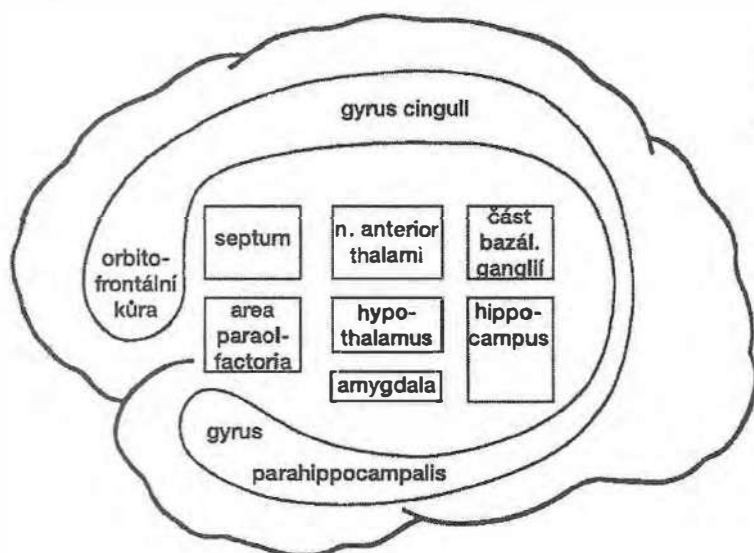 gyrus cinguli
orbito-
frontální
kůra
septum
n. anterior
thalami
část
bazál.
ganglií
area
paraol-
factoria
hypo-
thalamus
hippo-
campus
amygdala
gyrus
parahippocampalis